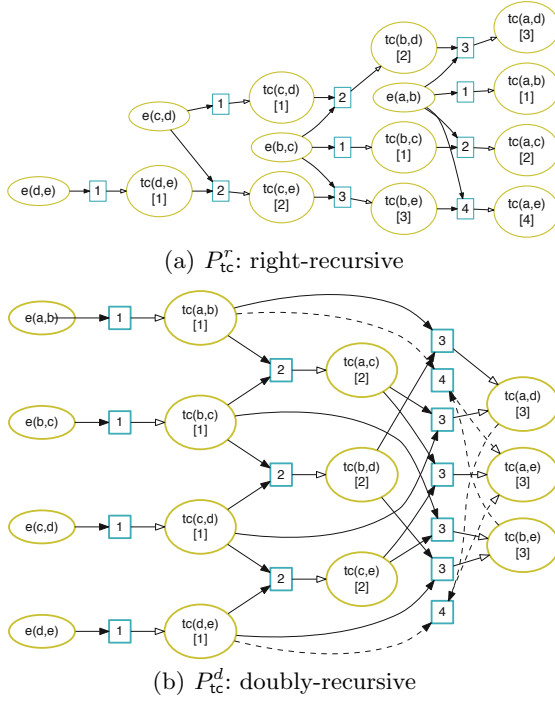 tc(a,d)
[3]
tc(b,d)
[2]
3
tc(c,d)
[1]
2
e(a,b)
1
tc(a,b)
[1]
e(c,d)
1
e(b,c)
1
tc(b,c)
[1]
2
tc(a,c)
[2]
e(d,e)
1
tc(d,e)
[1]
2
tc(c,e)
[2]
3
tc(b,e)
[3]
4
tc(a,e)
[4]
(a) P^r_tc: right-recursive
e(a,b)
1
tc(a,b)
[1]
3
2
tc(a,c)
[2]
4
tc(a,d)
[3]
e(b,c)
1
tc(b,c)
[1]
3
2
tc(b,d)
[2]
3
tc(a,e)
[3]
e(c,d)
1
tc(c,d)
[1]
3
tc(b,e)
[3]
2
tc(c,e)
[2]
3
e(d,e)
1
tc(d,e)
[1]
4
(b) P^d_tc: doubly-recursive